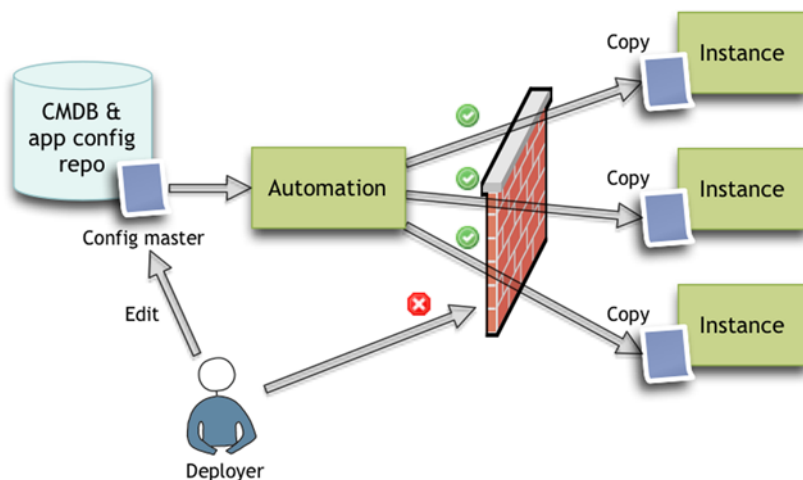 CMDB &
app config
repo
Config master
Edit
Deployer
Automation
Copy
Instance
Copy
Instance
Copy
Instance